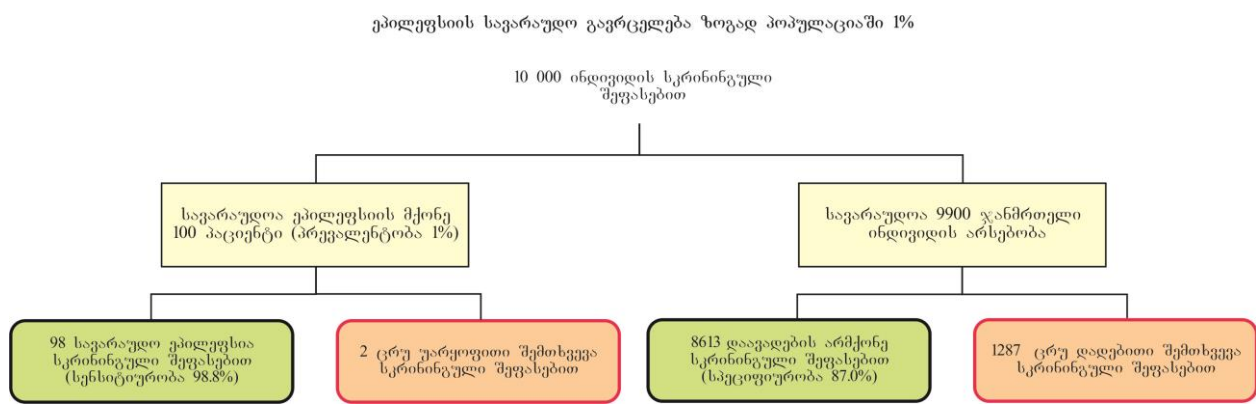 ეპილეფსიის სავარაუდო გავრცელება ზოგად პოპულაციაში 1%
10 000 ინდივიდის სკრინინგული
შეფასებით
სავარაუდოა ეპილეფსიის მქონე
100 პაციენტი (პრევალენტობა 1%)
სავარაუდოა 9900 ჯანმრთელი
ინდივიდის არსებობა
98 სავარაუდო ეპილეფსია
სკრინინგული შეფასებით
(სენსიტიურობა 98.8%)
2 ცრუ უარყოფითი შემთხვევა
სკრინინგული შეფასებით
8613 დაავადების არმქონე
სკრინინგული შეფასებით
(სპეციფიურობა 87.0%)
1287 ცრუ დადებითი შემთხვევა
სკრინინგული შეფასებით